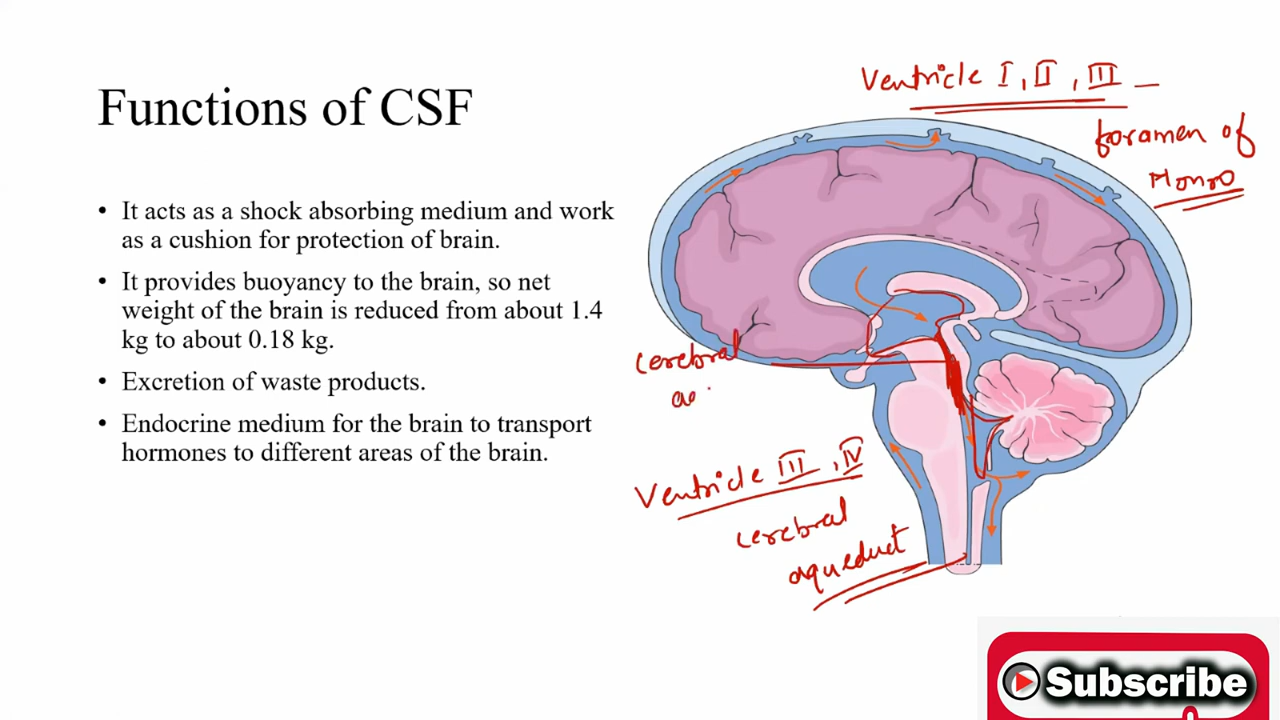 Functions of CSF
• It acts as a shock absorbing medium and work
as a cushion for protection of brain.
• It provides buoyancy to the brain, so net
weight of the brain is reduced from about 1.4
kg to about 0.18 kg.
• Excretion of waste products.
• Endocrine medium for the brain to transport
hormones to different areas of the brain.
Ventricle I, II, III
foramen of
Monro
cerebral
Ventricle III, IV
cerebral
aqueduct
Subscribe